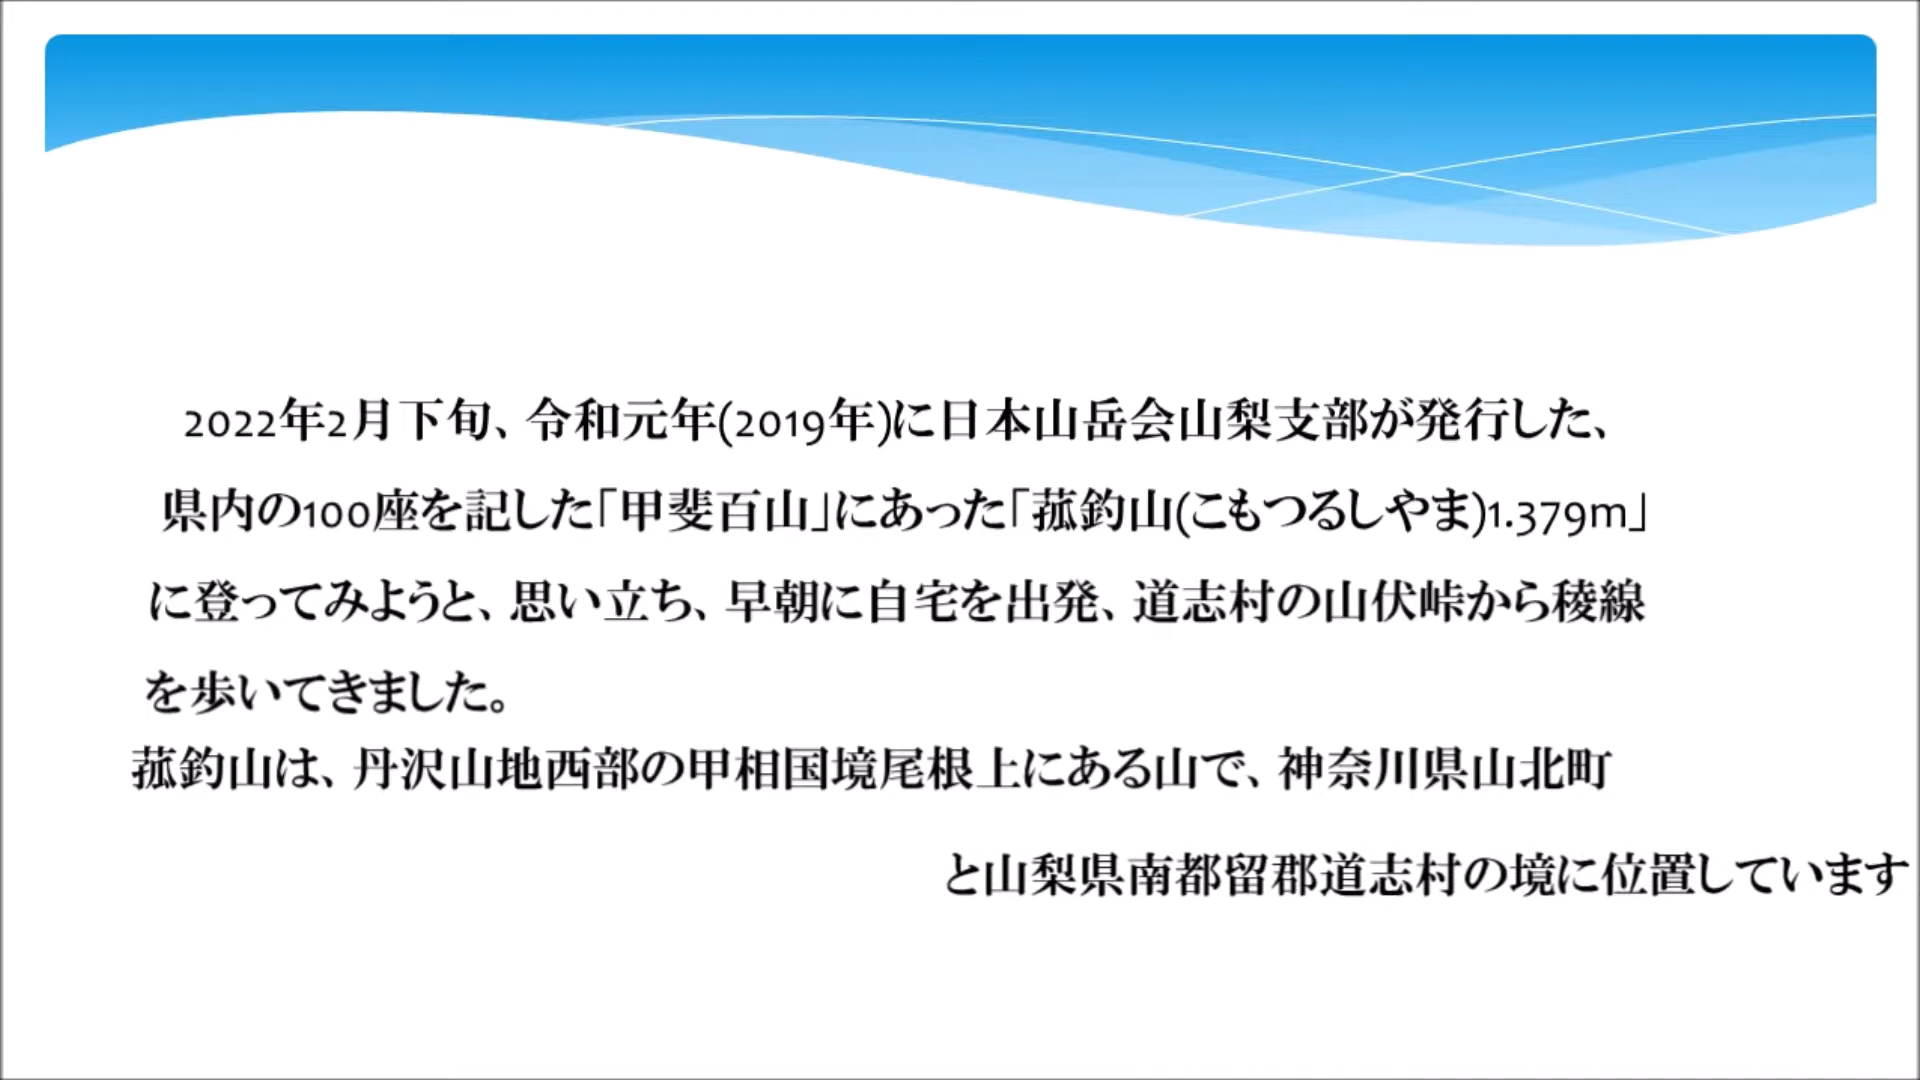 2022年2月下旬、令和元年(2019年)に日本山岳会山梨支部が発行した、
県内の100座を記した「甲斐百山」にあった「菰釣山(こもつるしやま)1.379m」
に登ってみようと、思い立ち、早朝に自宅を出発、道志村の山伏峠から稜線
を歩いてきました。
菰釣山は、丹沢山地西部の甲相国境尾根上にある山で、神奈川県山北町
と山梨県南都留郡道志村の境に位置しています